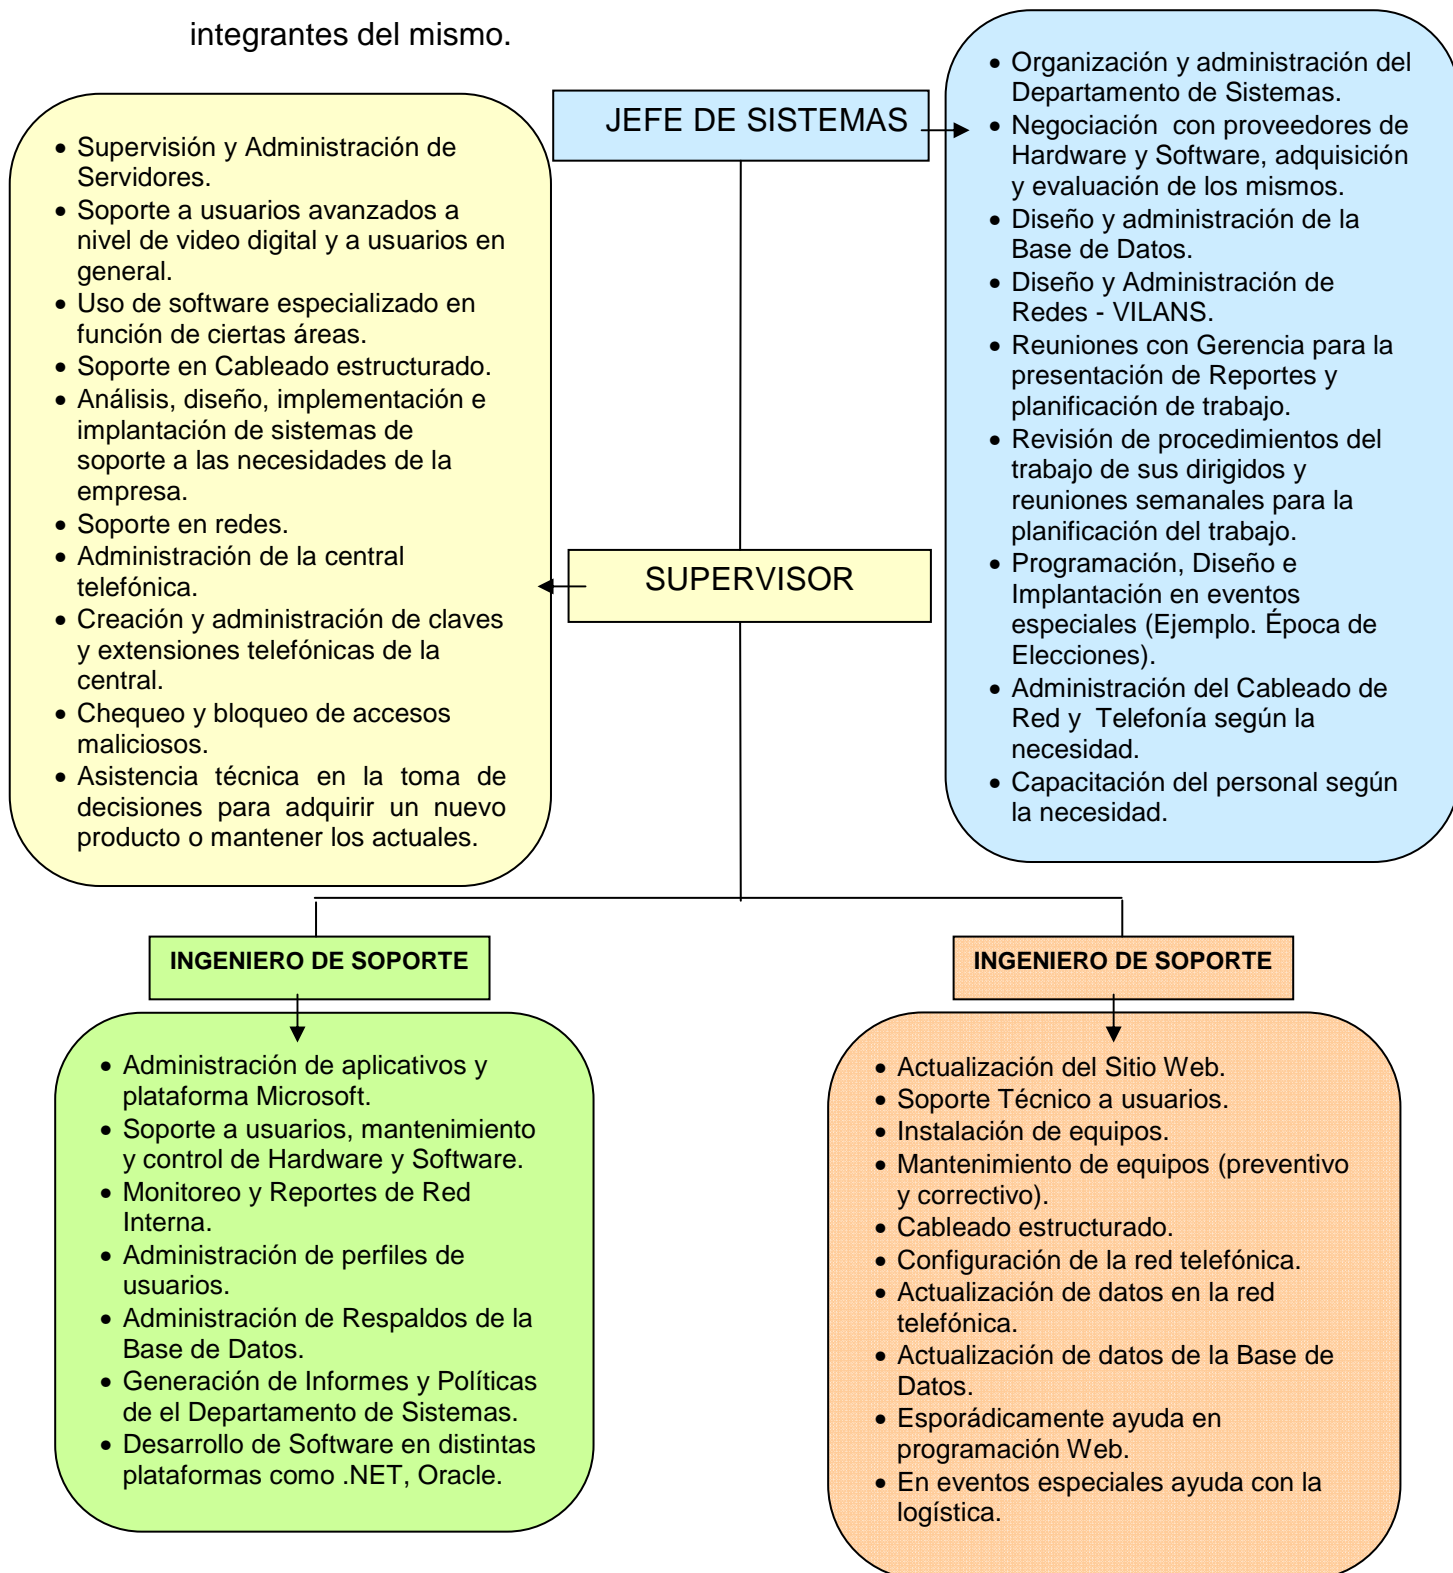 integrantes del mismo.
JEFE DE SISTEMAS
• Organización y administración del
Departamento de Sistemas.
• Negociación con proveedores de
Hardware y Software, adquisición
y evaluación de los mismos.
• Diseño y administración de la
Base de Datos.
• Diseño y Administración de
Redes - VILANS.
• Reuniones con Gerencia para la
presentación de Reportes y
planificación de trabajo.
• Revisión de procedimientos del
trabajo de sus dirigidos y
reuniones semanales para la
planificación del trabajo.
• Programación, Diseño e
Implantación en eventos
especiales (Ejemplo. Época de
Elecciones).
• Administración del Cableado de
Red y Telefonía según la
necesidad.
• Capacitación del personal según
la necesidad.
SUPERVISOR
• Supervisión y Administración de
Servidores.
• Soporte a usuarios avanzados a
nivel de video digital y a usuarios en
general.
• Uso de software especializado en
función de ciertas áreas.
• Soporte en Cableado estructurado.
• Análisis, diseño, implementación e
implantación de sistemas de
soporte a las necesidades de la
empresa.
• Soporte en redes.
• Administración de la central
telefónica.
• Creación y administración de claves
y extensiones telefónicas de la
central.
• Chequeo y bloqueo de accesos
maliciosos.
• Asistencia técnica en la toma de
decisiones para adquirir un nuevo
producto o mantener los actuales.
INGENIERO DE SOPORTE
• Administración de aplicativos y
plataforma Microsoft.
• Soporte a usuarios, mantenimiento
y control de Hardware y Software.
• Monitoreo y Reportes de Red
Interna.
• Administración de perfiles de
usuarios.
• Administración de Respaldos de la
Base de Datos.
• Generación de Informes y Políticas
de el Departamento de Sistemas.
• Desarrollo de Software en distintas
plataformas como .NET, Oracle.
INGENIERO DE SOPORTE
• Actualización del Sitio Web.
• Soporte Técnico a usuarios.
• Instalación de equipos.
• Mantenimiento de equipos (preventivo
y correctivo).
• Cableado estructurado.
• Configuración de la red telefónica.
• Actualización de datos en la red
telefónica.
• Actualización de datos de la Base de
Datos.
• Esporádicamente ayuda en
programación Web.
• En eventos especiales ayuda con la
logística.